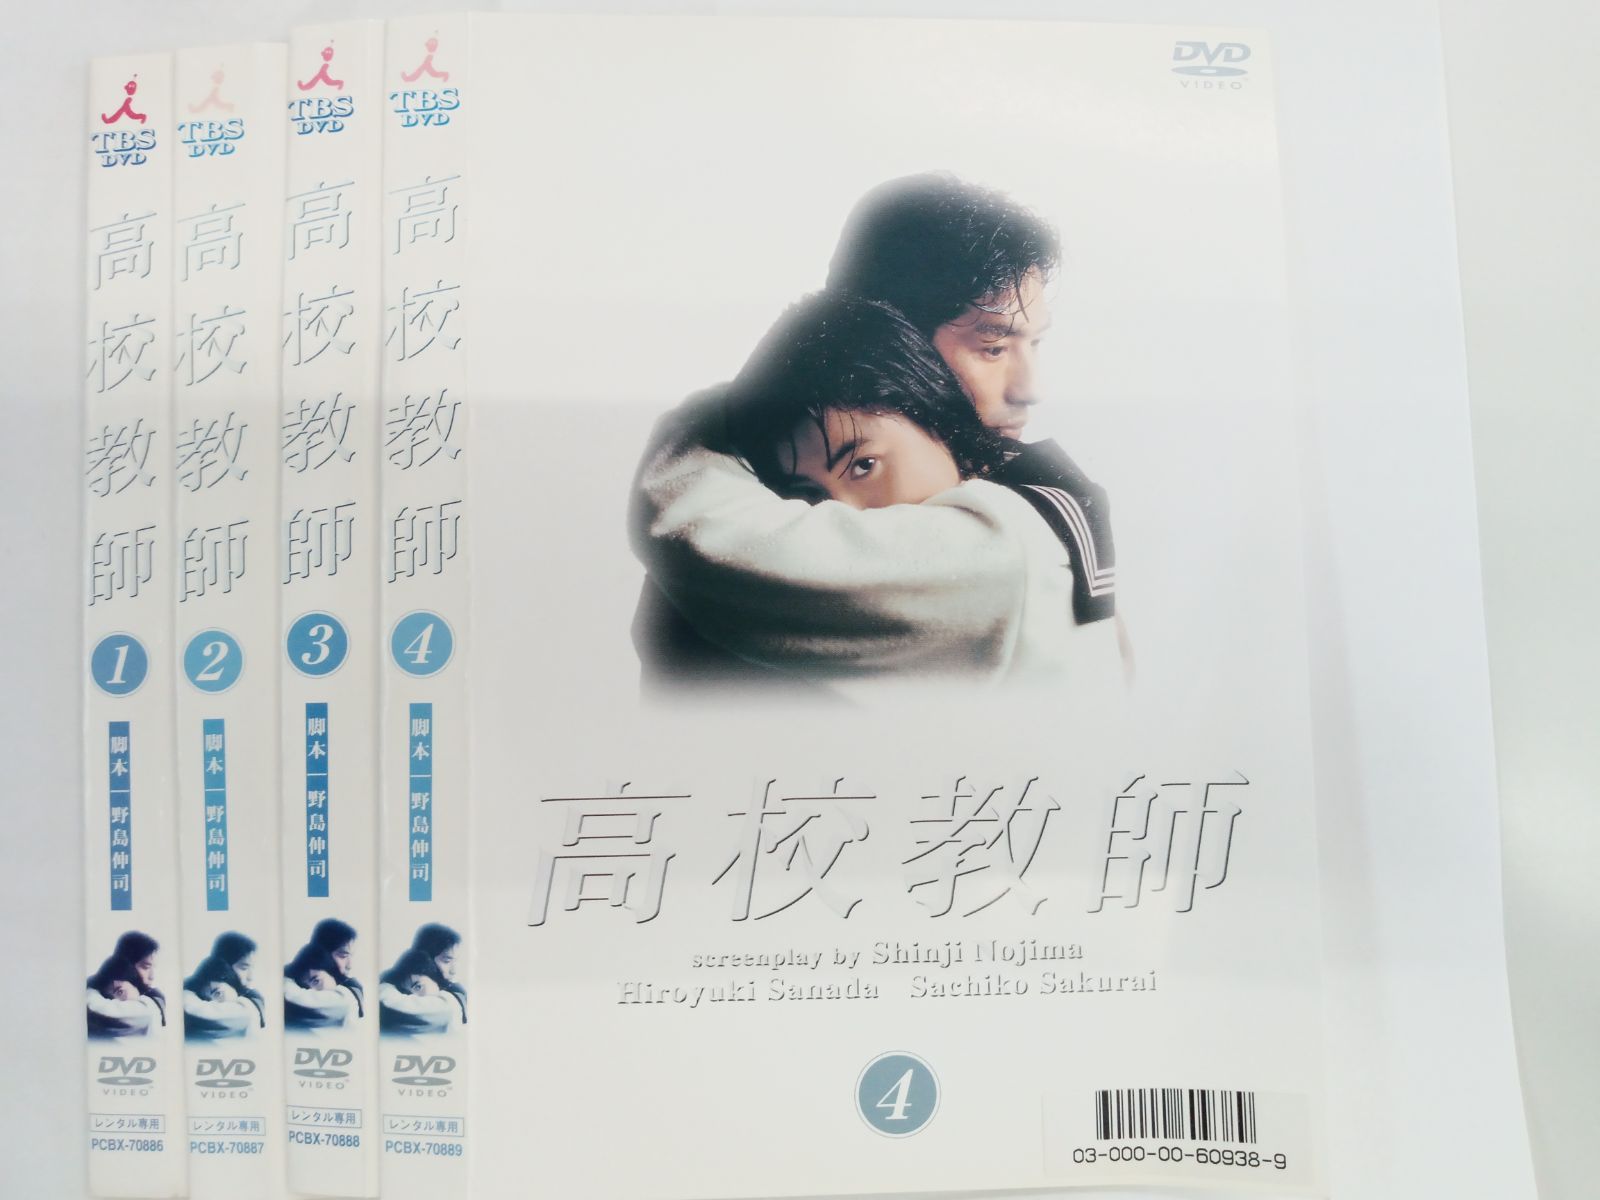 TBS
DVD
高校教師
1
脚本｜野島伸司
DVD
VIDEO
レンタル専用
PCBX-70886
TBS
DVD
高校教師
2
脚本｜野島伸司
DVD
VIDEO
レンタル専用
PCBX-70887
TBS
DVD
高校教師
3
脚本｜野島伸司
DVD
VIDEO
レンタル専用
PCBX-70888
TBS
DVD
高校教師
4
脚本｜野島伸司
DVD
VIDEO
レンタル専用
PCBX-70889
DVD
VIDEO
高校教師
screenplay by Shinji Nojima
Hiroyuki Sanada Sachiko Sakurai
4
03-000-00-60938-9